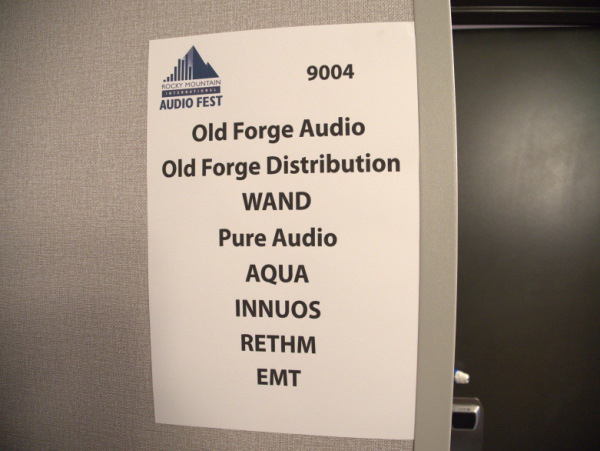 ROCKY MOUNTAIN
INTERNATIONAL
AUDIO FEST
9004
Old Forge Audio
Old Forge Distribution
WAND
Pure Audio
AQUA
INNUOS
RETHM
EMT